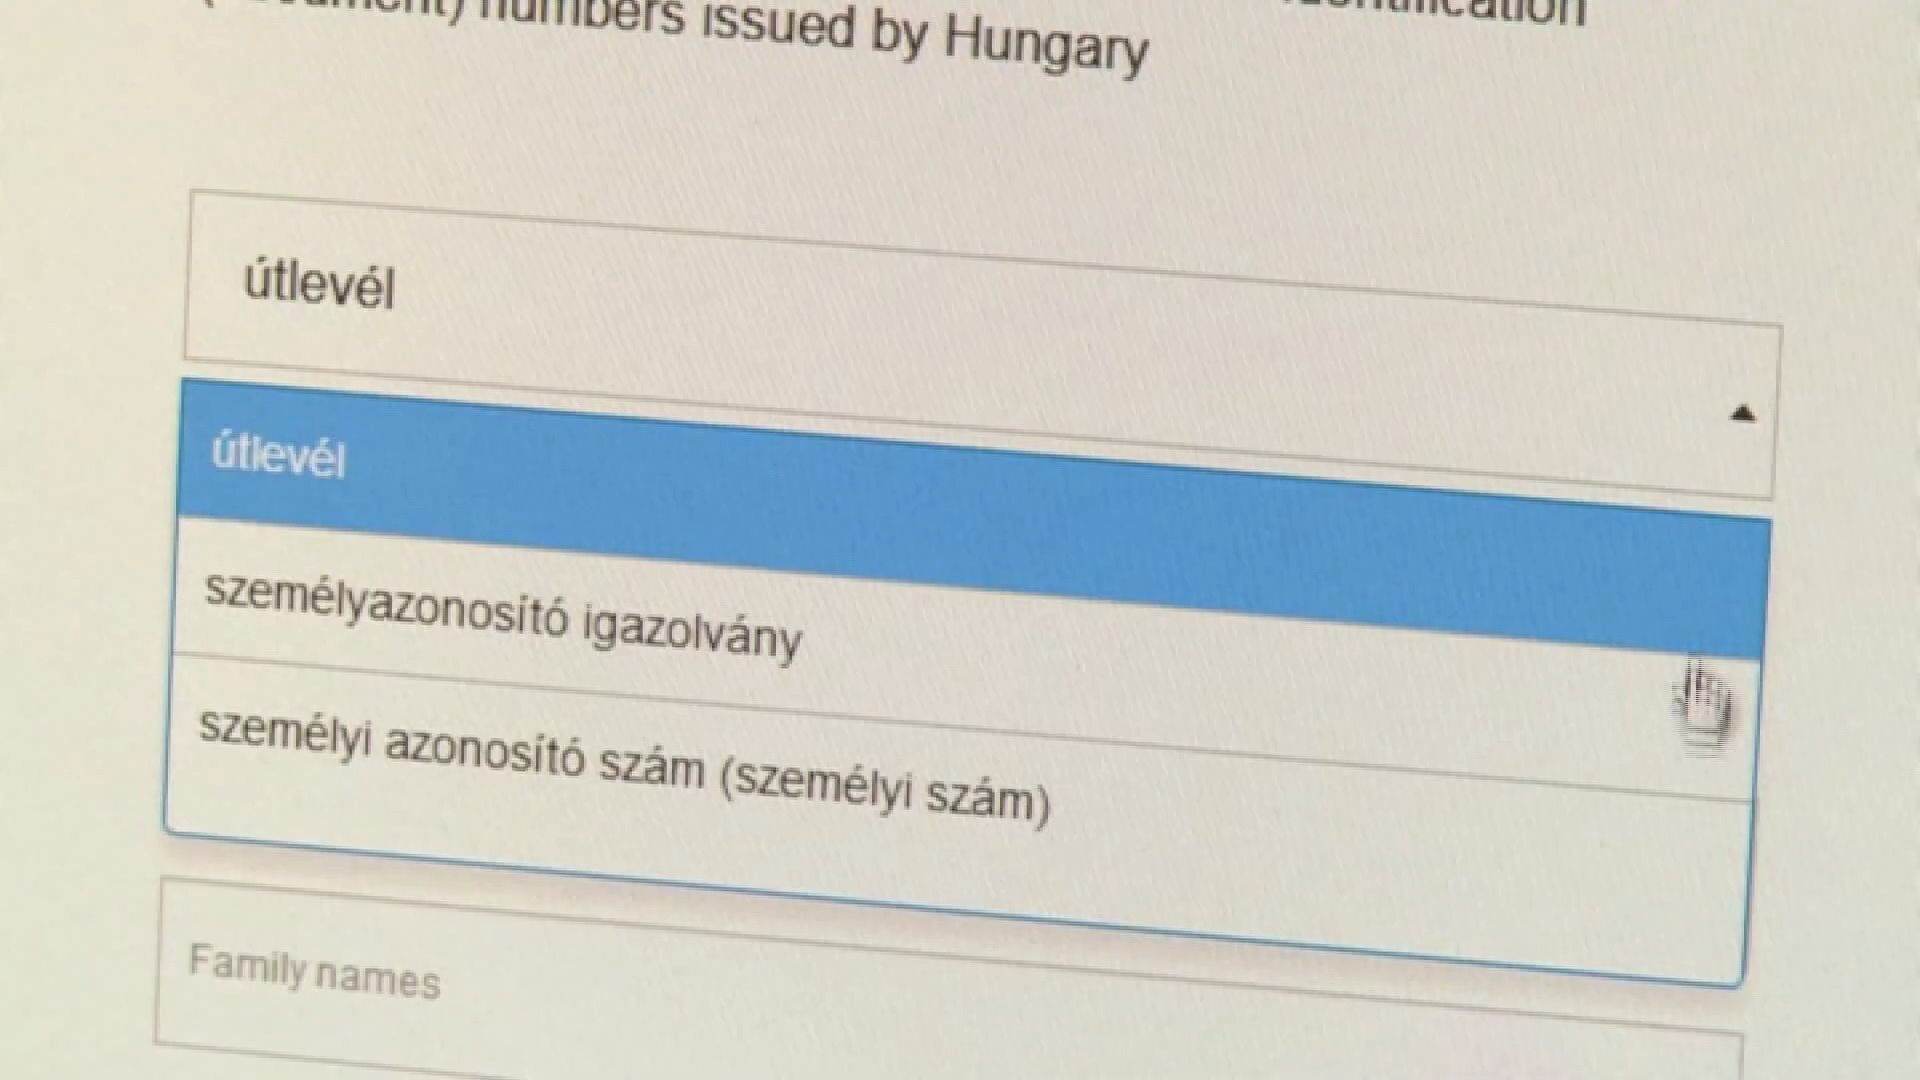 numbers issued by Hungary
útlevél
útlevél
személyazonosító igazolvány
személyi azonosító szám (személyi szám)
Family names